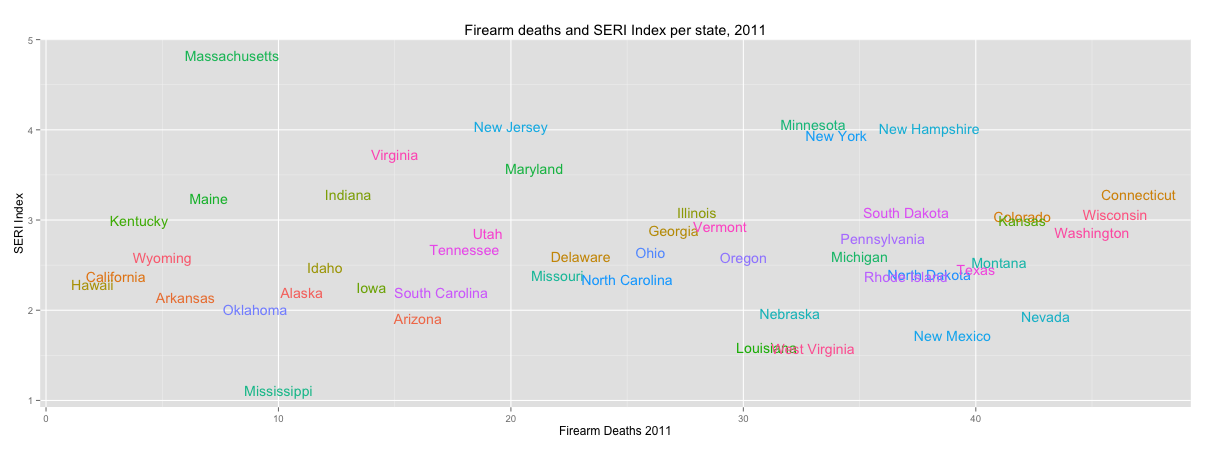 Firearm deaths and SERI Index per state, 2011
5
Massachusetts
4
New Jersey
Minnesota
New York
New Hampshire
Virginia
Maryland
Maine
Indiana
Connecticut
3
Kentucky
Illinois
South Dakota
Colorado
Kansas
Wisconsin
Utah
Georgia
Vermont
Washington
Tennessee
Pennsylvania
Wyoming
Delaware
Ohio
Oregon
Michigan
Montana
Idaho
Texas
California
Missouri
North Carolina
Rhode Island
North Dakota
Hawaii
Iowa
Arkansas
Alaska
South Carolina
2
Oklahoma
Arizona
Nebraska
Nevada
New Mexico
Louisiana
West Virginia
Mississippi
1
SERI Index
0
10
20
30
40
Firearm Deaths 2011